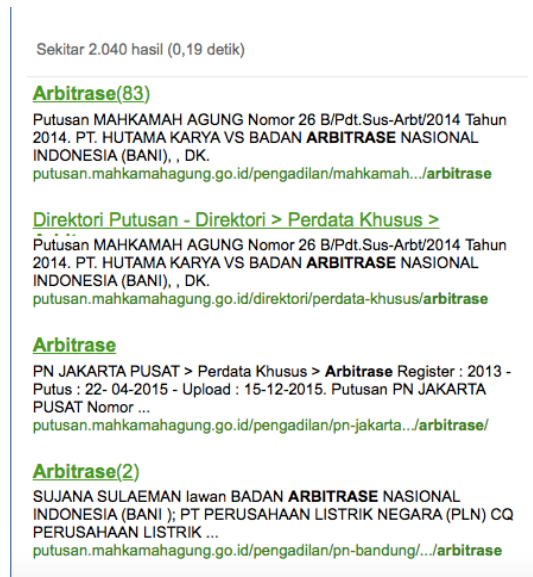 Sekitar 2.040 hasil (0,19 detik)
Arbitrase(83)
Putusan MAHKAMAH AGUNG Nomor 26 B/Pdt.Sus-Arbt/2014 Tahun
2014. PT. HUTAMA KARYA VS BADAN ARBITRASE NASIONAL
INDONESIA (BANI), , DK.
putusan.mahkamahagung.go.id/pengadilan/mahkamah.../arbitrase
Direktori Putusan - Direktori > Perdata Khusus >
Putusan MAHKAMAH AGUNG Nomor 26 B/Pdt.Sus-Arbt/2014 Tahun
2014. PT. HUTAMA KARYA VS BADAN ARBITRASE NASIONAL
INDONESIA (BANI), , DK.
putusan.mahkamahagung.go.id/direktori/perdata-khusus/arbitrase
Arbitrase
PN JAKARTA PUSAT > Perdata Khusus > Arbitrase Register : 2013 -
Putus : 22- 04-2015 - Upload : 15-12-2015. Putusan PN JAKARTA
PUSAT Nomor ...
putusan.mahkamahagung.go.id/pengadilan/pn-jakarta.../arbitrase/
Arbitrase(2)
SUJANA SULAEMAN lawan BADAN ARBITRASE NASIONAL
INDONESIA (BANI ); PT PERUSAHAAN LISTRIK NEGARA (PLN) CQ
PERUSAHAAN LISTRIK ...
putusan.mahkamahagung.go.id/pengadilan/pn-bandung/.../arbitrase